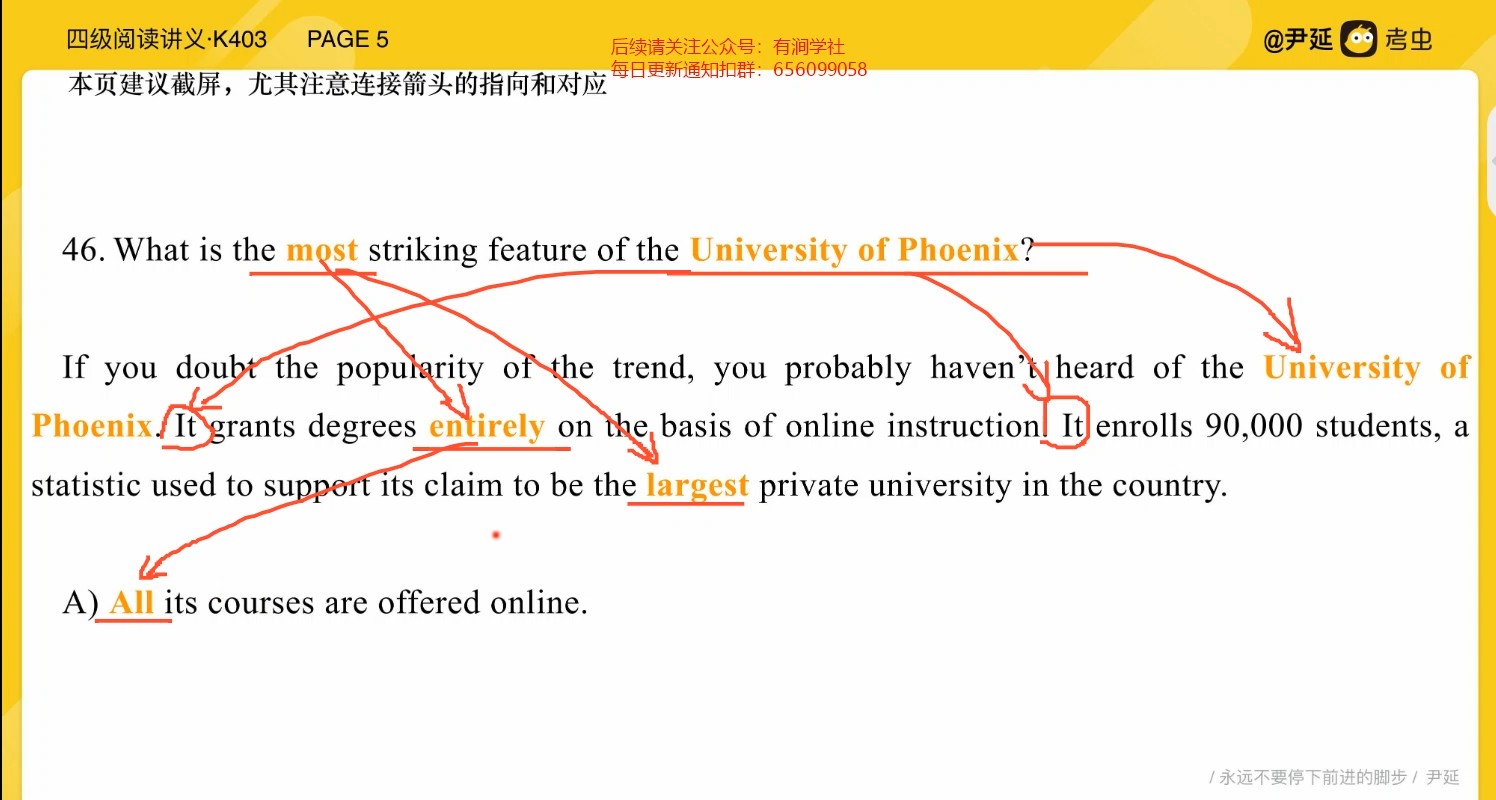 四级阅读讲义·K403 PAGE 5
@尹延 考虫
后续请关注公众号：有涧学社
每日更新通知扣群：656099058
本页建议截屏，尤其注意连接箭头的指向和对应
46. What is the most striking feature of the University of Phoenix?
If you doubt the popularity of the trend, you probably haven't heard of the University of
Phoenix. It grants degrees entirely on the basis of online instruction. It enrolls 90,000 students, a
statistic used to support its claim to be the largest private university in the country.
A) All its courses are offered online.
/ 永远不要停下前进的脚步 / 尹延